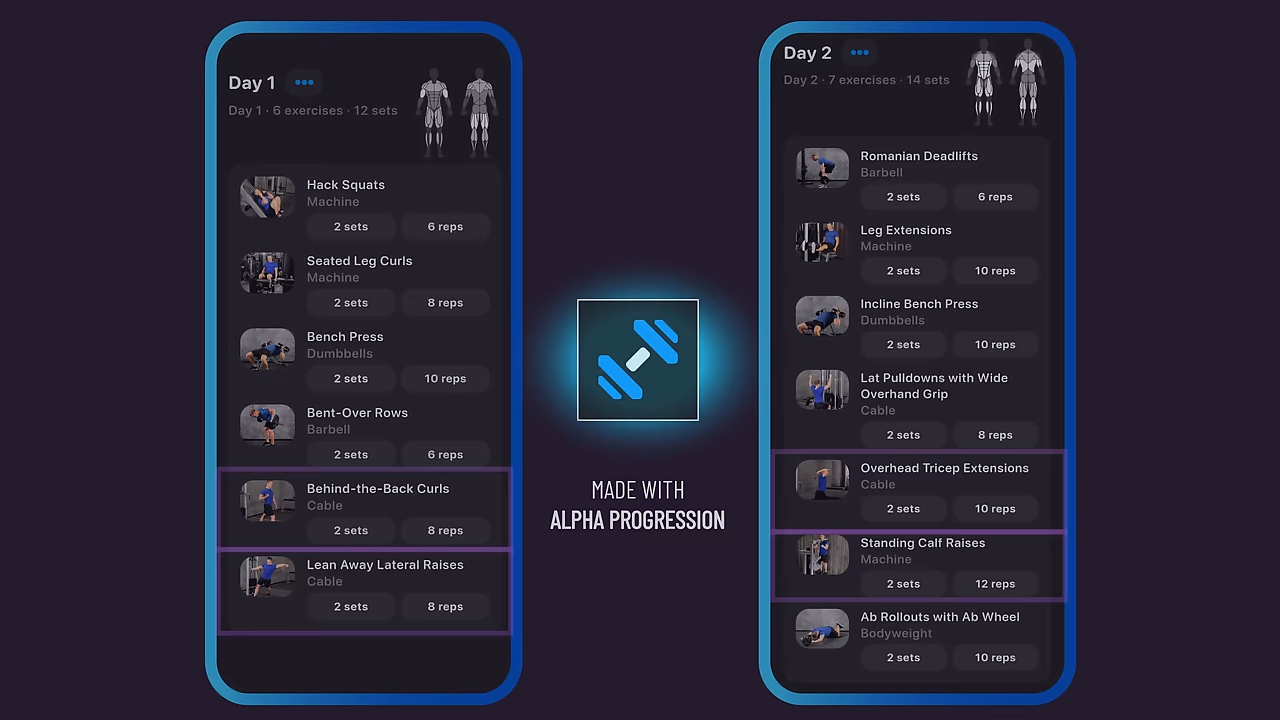 Day 1
Day 1 · 6 exercises · 12 sets
Hack Squats
Machine
2 sets
6 reps
Seated Leg Curls
Machine
2 sets
8 reps
Bench Press
Dumbbells
2 sets
10 reps
Bent-Over Rows
Barbell
2 sets
6 reps
Behind-the-Back Curls
Cable
2 sets
8 reps
Lean Away Lateral Raises
Cable
2 sets
8 reps
MADE WITH
ALPHA PROGRESSION
Day 2
Day 2 · 7 exercises · 14 sets
Romanian Deadlifts
Barbell
2 sets
6 reps
Leg Extensions
Machine
2 sets
10 reps
Incline Bench Press
Dumbbells
2 sets
10 reps
Lat Pulldowns with Wide
Overhand Grip
Cable
2 sets
8 reps
Overhead Tricep Extensions
Cable
2 sets
10 reps
Standing Calf Raises
Machine
2 sets
12 reps
Ab Rollouts with Ab Wheel
Bodyweight
2 sets
10 reps